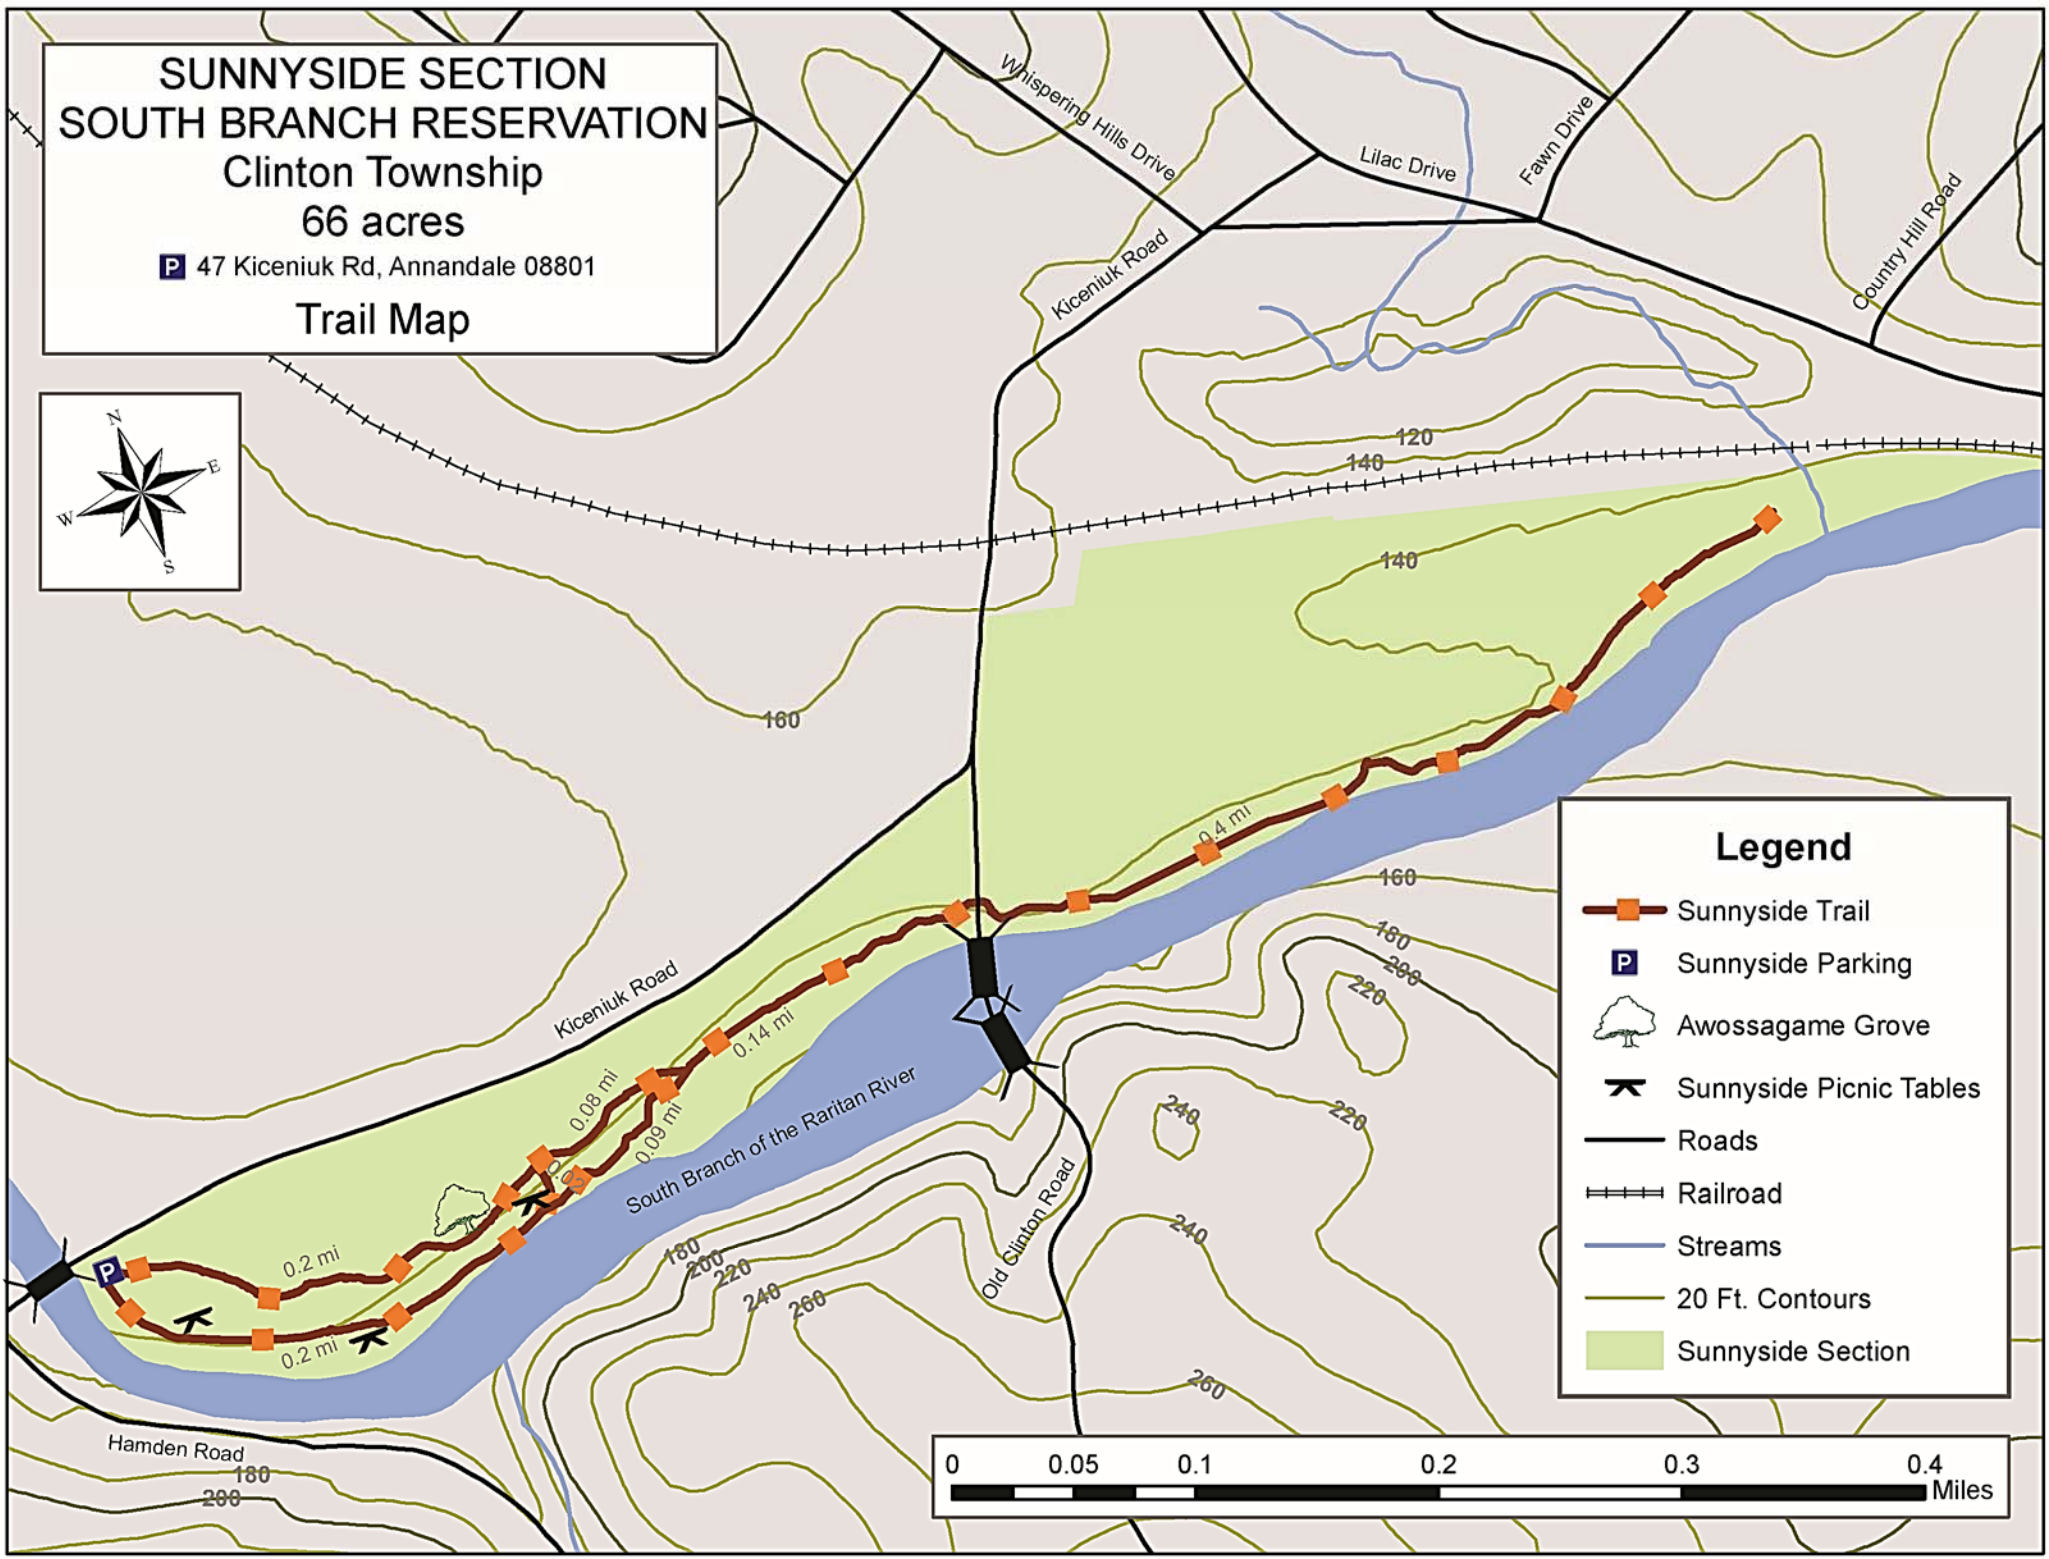 SUNNYSIDE SECTION
SOUTH BRANCH RESERVATION
Clinton Township
66 acres
P 47 Kiceniuk Rd, Annandale 08801
Trail Map
N
E
W
S
Whispering Hills Drive
Lilac Drive
Fawn Drive
Country Hill Road
Kiceniuk Road
120
140
140
160
0.4 mi
160
180
200
220
Kiceniuk Road
0.14 mi
0.08 mi
0.09 mi
0.02
South Branch of the Raritan River
240
220
Old Clinton Road
240
P
0.2 mi
0.2 mi
180
200
220
240
260
260
Hamden Road
180
200
Legend
Sunnyside Trail
P Sunnyside Parking
Awossagame Grove
Sunnyside Picnic Tables
Roads
Railroad
Streams
20 Ft. Contours
Sunnyside Section
0 0.05 0.1 0.2 0.3 0.4
Miles